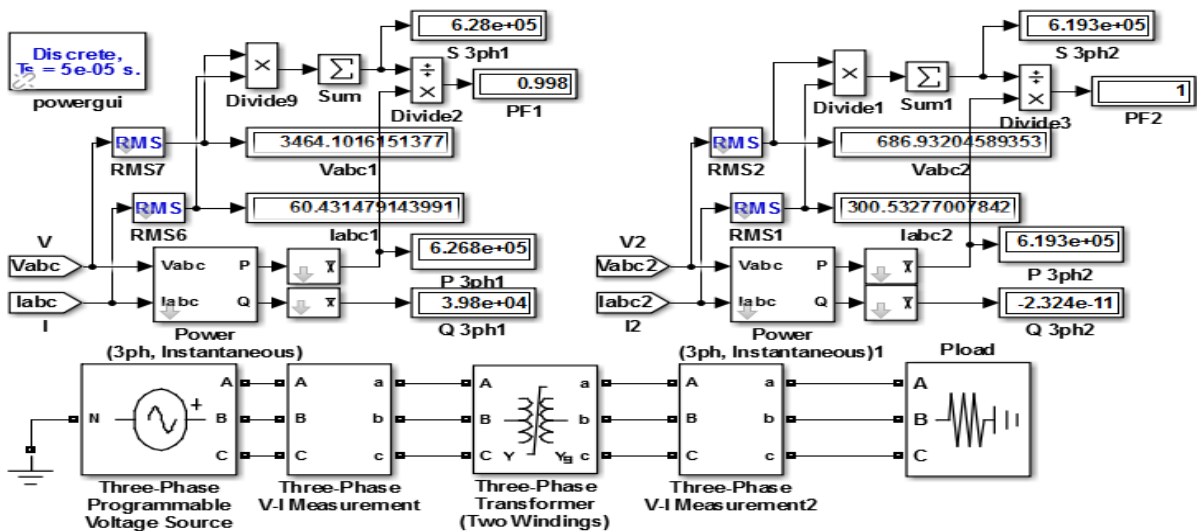 Discrete,
Ts = 5e-05 s.
powergui
×
Divide9
Σ
Sum
6.28e+05
S 3ph1
÷
×
Divide2
0.998
PF1
RMS
RMS7
3464.1016151377
Vabc1
RMS
RMS6
60.431479143991
Iabc1
V
Vabc
Iabc
I
Vabc
Iabc
P
Q
Power
(3ph, Instantaneous)
x
x
6.268e+05
P 3ph1
3.98e+04
Q 3ph1
×
Divide1
Σ
Sum1
6.193e+05
S 3ph2
÷
×
Divide3
1
PF2
RMS
RMS2
686.93204589353
Vabc2
RMS
RMS1
300.53277007842
Iabc2
V2
Vabc2
Iabc2
I2
Vabc
Iabc
P
Q
Power
(3ph, Instantaneous)1
x
x
6.193e+05
P 3ph2
-2.324e-11
Q 3ph2
N
+
A
B
C
Three-Phase
Programmable
Voltage Source
A
B
C
a
b
c
Three-Phase
V-I Measurement
A
B
C
Y
a
b
c
Yg
Three-Phase
Transformer
(Two Windings)
A
B
C
a
b
c
Three-Phase
V-I Measurement2
Pload
A
B
C